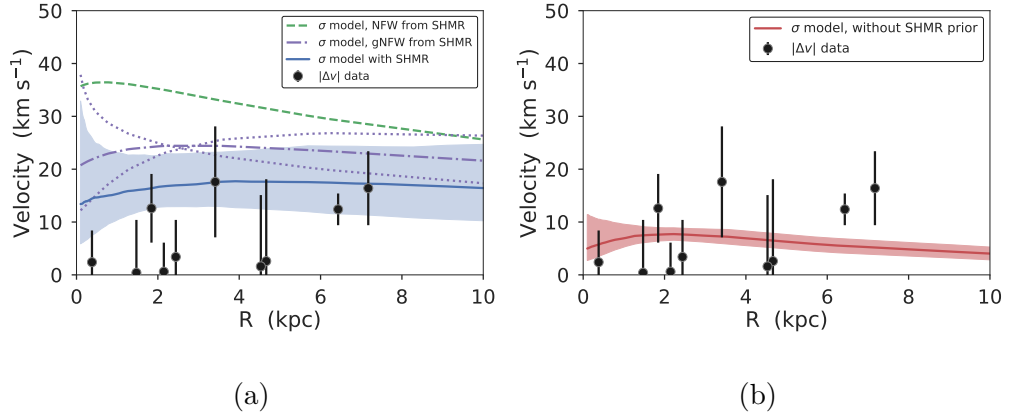 σ model, NFW from SHMR
σ model, gNFW from SHMR
σ model with SHMR
|Δv| data
50
40
30
20
10
0
Velocity (km s⁻¹)
0 2 4 6 8 10
R (kpc)
(a)
σ model, without SHMR prior
|Δv| data
50
40
30
20
10
0
Velocity (km s⁻¹)
0 2 4 6 8 10
R (kpc)
(b)